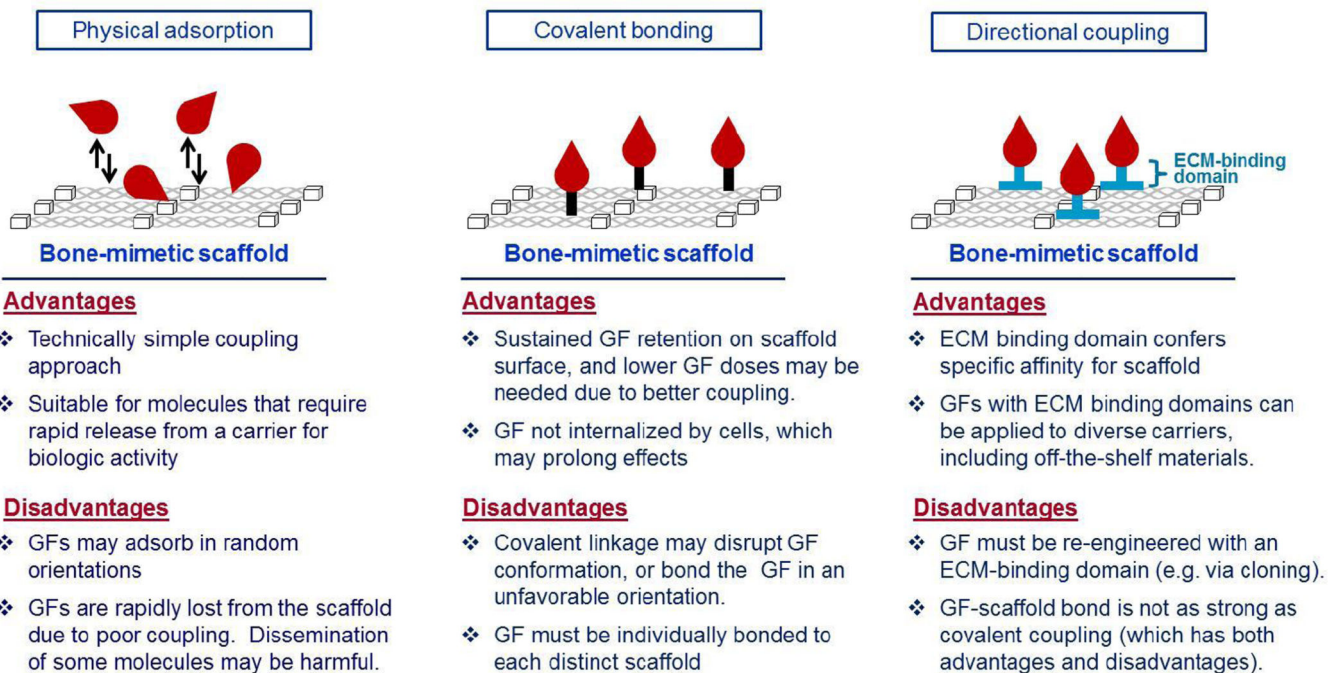 Physical adsorption
Bone-mimetic scaffold
Advantages
❖ Technically simple coupling
approach
❖ Suitable for molecules that require
rapid release from a carrier for
biologic activity
Disadvantages
❖ GFs may adsorb in random
orientations
❖ GFs are rapidly lost from the scaffold
due to poor coupling. Dissemination
of some molecules may be harmful.
Covalent bonding
Bone-mimetic scaffold
Advantages
❖ Sustained GF retention on scaffold
surface, and lower GF doses may be
needed due to better coupling.
❖ GF not internalized by cells, which
may prolong effects
Disadvantages
❖ Covalent linkage may disrupt GF
conformation, or bond the GF in an
unfavorable orientation.
❖ GF must be individually bonded to
each distinct scaffold
Directional coupling
ECM-binding
domain
Bone-mimetic scaffold
Advantages
❖ ECM binding domain confers
specific affinity for scaffold
❖ GFs with ECM binding domains can
be applied to diverse carriers,
including off-the-shelf materials.
Disadvantages
❖ GF must be re-engineered with an
ECM-binding domain (e.g. via cloning).
❖ GF-scaffold bond is not as strong as
covalent coupling (which has both
advantages and disadvantages).